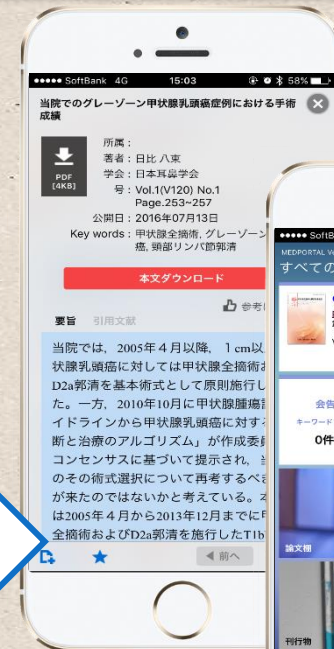 ●●●●● SoftBank 4G 15:03 58%
当院でのグレーゾーン甲状腺乳頭癌症例における手術
成績
PDF
[4KB]
所属：
著者：日比 八束
学会：日本耳鼻学会
号：Vol.1(V120) No.1
Page.253~257
公開日：2016年07月13日
Key words：甲状腺全摘術, グレーゾーン
癌, 頸部リンパ節郭清
本文ダウンロード
参考
要旨 引用文献
当院では，2005年４月以降，１cm以
状腺乳頭癌に対しては甲状腺全摘術
D2a郭清を基本術式として原則施行し
た。一方，2010年10月に甲状腺腫瘍
イドラインから甲状腺乳頭癌に対す
断と治療のアルゴリズム」が作成委
コンセンサスに基づいて提示され，
のその術式選択について再考するべ
が来たのではないかと考えている。
は2005年４月から2013年12月までに
全摘術およびD2a郭清を施行したT1b
前へ
●●●●● SoftB
MEDPORTAL
すべての
会告
キーワード
0件
論文棚
刊行物